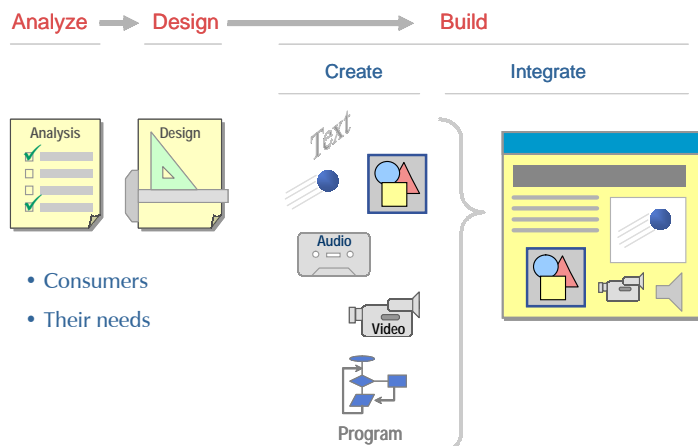 Analyze
Design
Build
Create
Integrate
Analysis
Design
Text
Audio
• Consumers
• Their needs
Video
Program